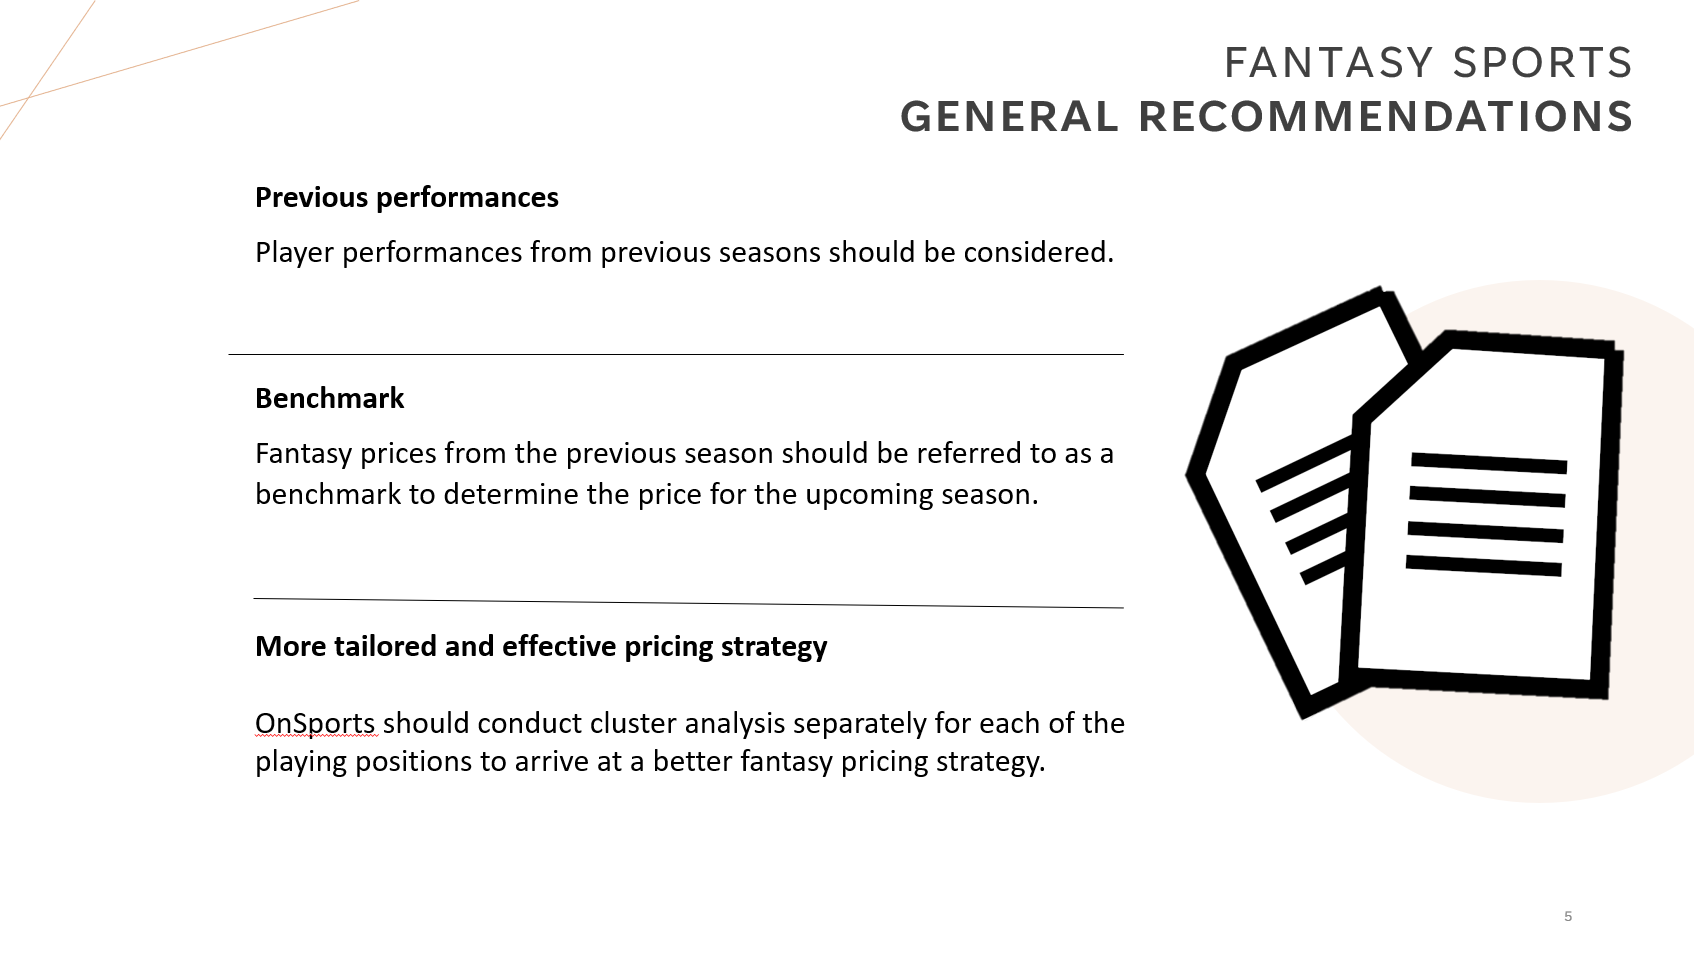 FANTASY SPORTS
GENERAL RECOMMENDATIONS
Previous performances
Player performances from previous seasons should be considered.
Benchmark
Fantasy prices from the previous season should be referred to as a
benchmark to determine the price for the upcoming season.
More tailored and effective pricing strategy
OnSports should conduct cluster analysis separately for each of the
playing positions to arrive at a better fantasy pricing strategy.
5